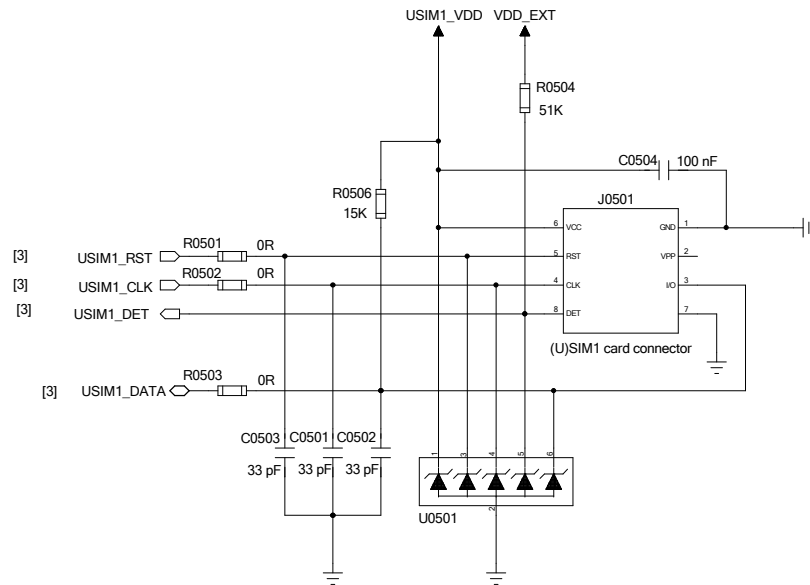 USIM1_VDD VDD_EXT
R0504
51K
C0504 100 nF
R0506
15K
J0501
6 VCC GND 1
[3] USIM1_RST R0501 0R
5 RST VPP 2
[3] USIM1_CLK R0502 0R
4 CLK I/O 3
[3] USIM1_DET
8 DET 7
(U)SIM1 card connector
[3] USIM1_DATA R0503 0R
C0503 C0501 C0502
33 pF 33 pF 33 pF
1 3 4 5 6
2
U0501